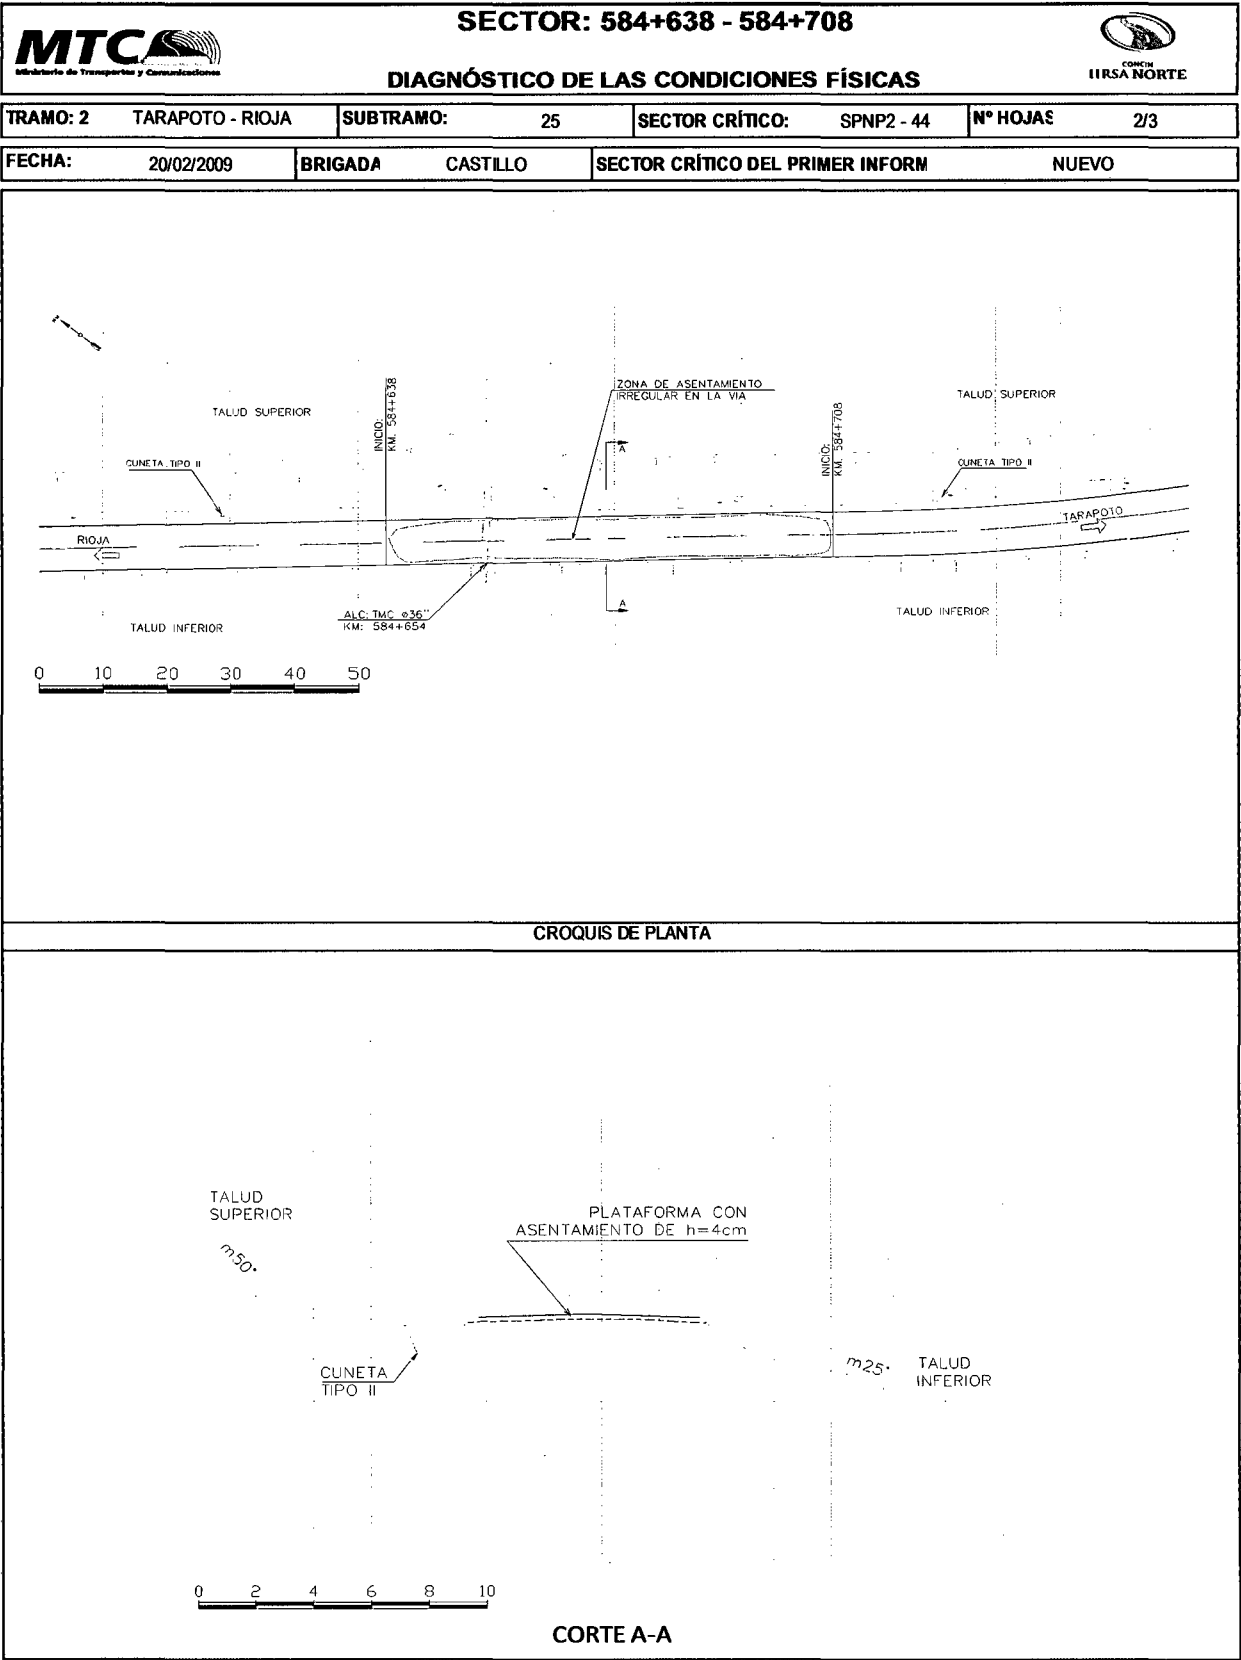 SECTOR: 584+638 - 584+708
MTC
Ministerio de Transportes y Comunicaciones
CONCIN
IIRSA NORTE
DIAGNÓSTICO DE LAS CONDICIONES FÍSICAS
TRAMO: 2 TARAPOTO - RIOJA SUBTRAMO: 25 SECTOR CRÍTICO: SPNP2 - 44 Nº HOJAS 2/3
FECHA: 20/02/2009 BRIGADA CASTILLO SECTOR CRÍTICO DEL PRIMER INFORM NUEVO
ZONA DE ASENTAMIENTO
IRREGULAR EN LA VIA
TALUD SUPERIOR
TALUD SUPERIOR
INICIO:
KM. 584+638
INICIO:
KM. 584+708
A
CUNETA TIPO II
CUNETA TIPO II
RIOJA
TARAPOTO
A
ALC: TMC ø36"
KM: 584+654
TALUD INFERIOR
TALUD INFERIOR
0 10 20 30 40 50
CROQUIS DE PLANTA
TALUD
SUPERIOR
PLATAFORMA CON
ASENTAMIENTO DE h=4cm
m50°
CUNETA
TIPO II
m25°
TALUD
INFERIOR
0 2 4 6 8 10
CORTE A-A